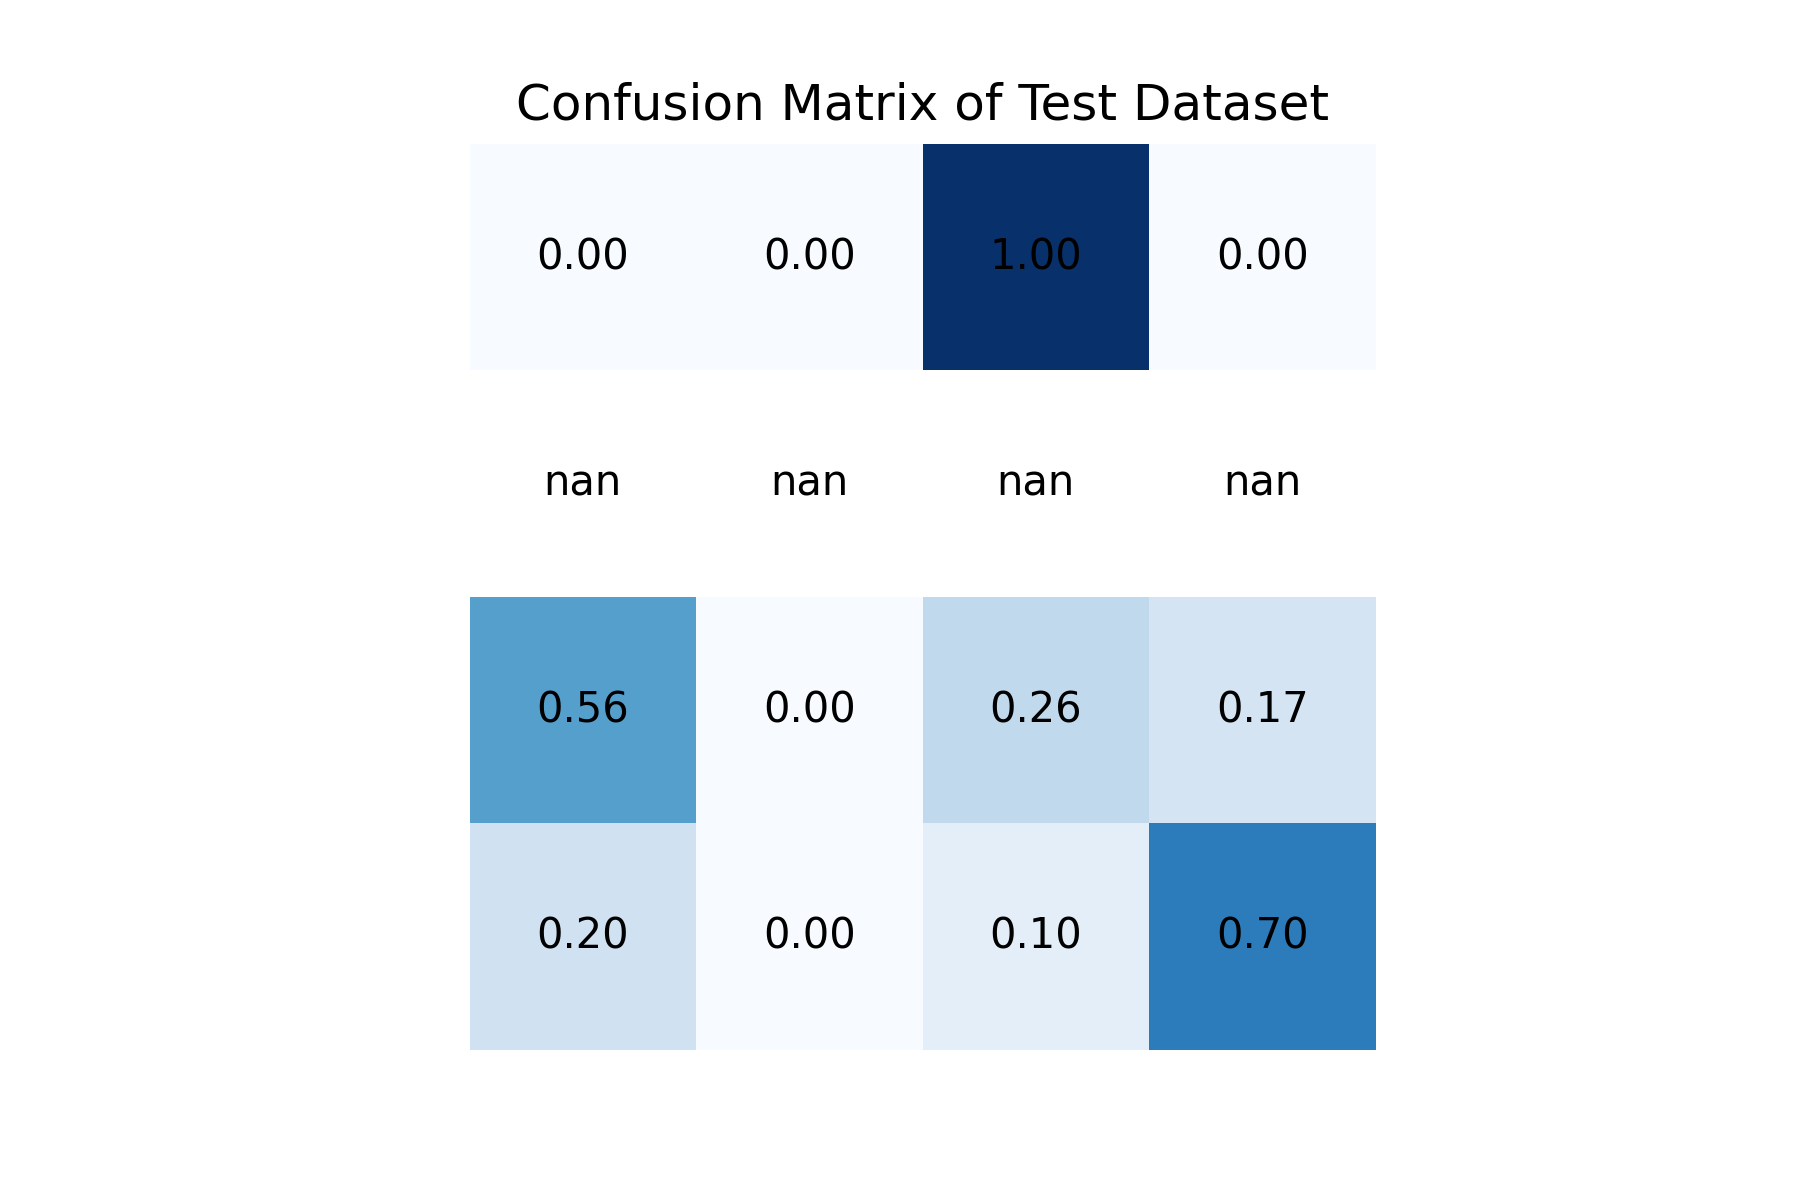 Confusion Matrix of Test Dataset
0.00 0.00 1.00 0.00
nan nan nan nan
0.56 0.00 0.26 0.17
0.20 0.00 0.10 0.70